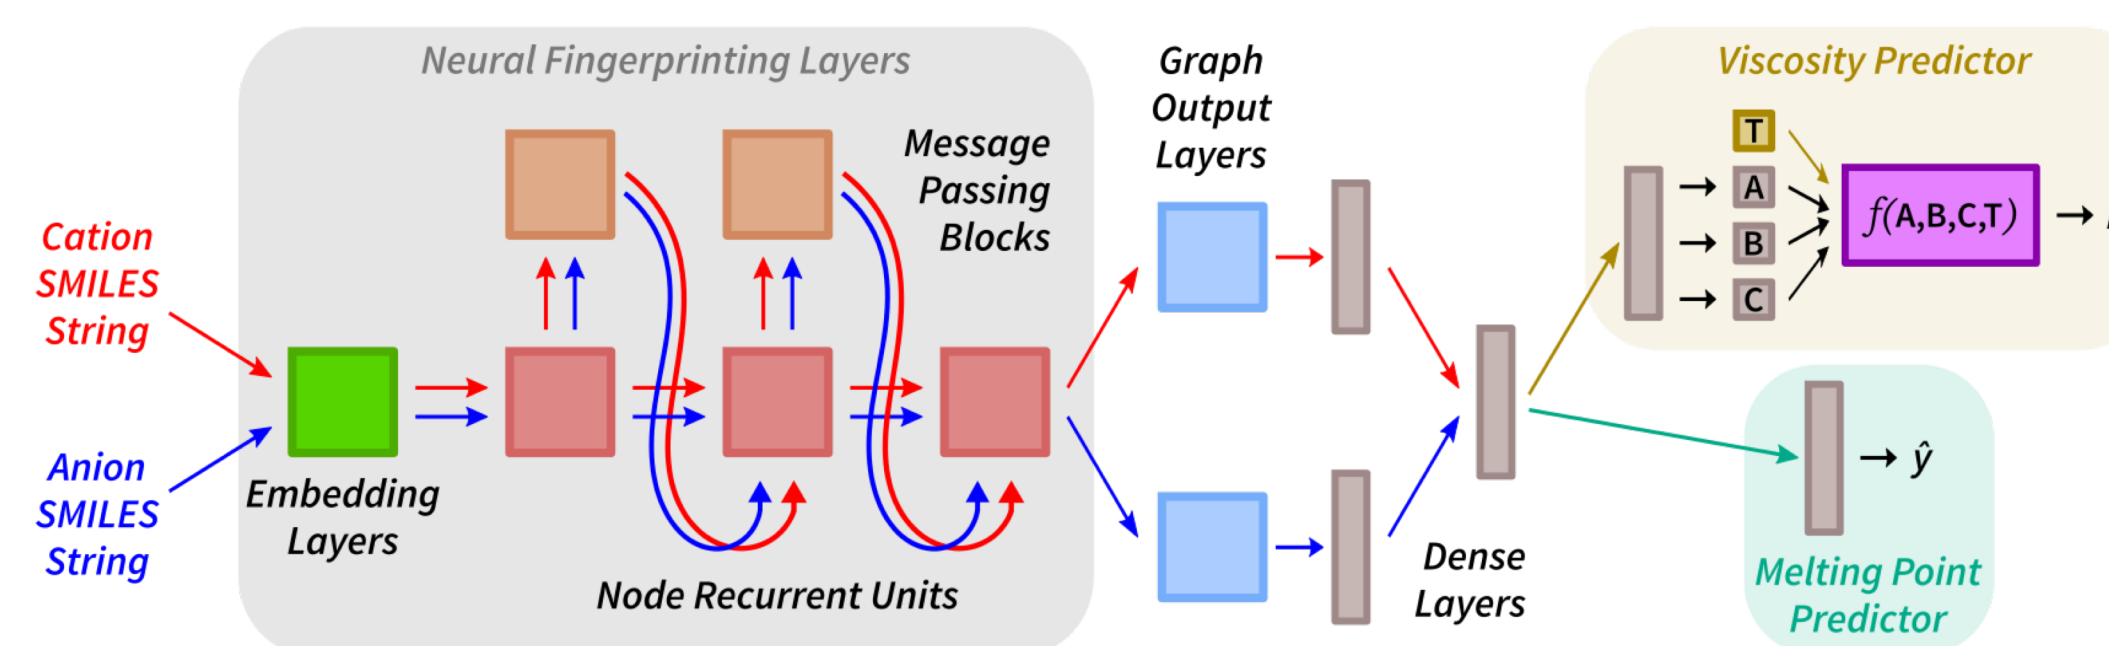 Neural Fingerprinting Layers
Cation
SMILES
String
Anion
SMILES
String
Embedding
Layers
Message
Passing
Blocks
Node Recurrent Units
Graph
Output
Layers
Dense
Layers
Viscosity Predictor
T
A
B
C
f(A,B,C,T)
ŷ
Melting Point
Predictor